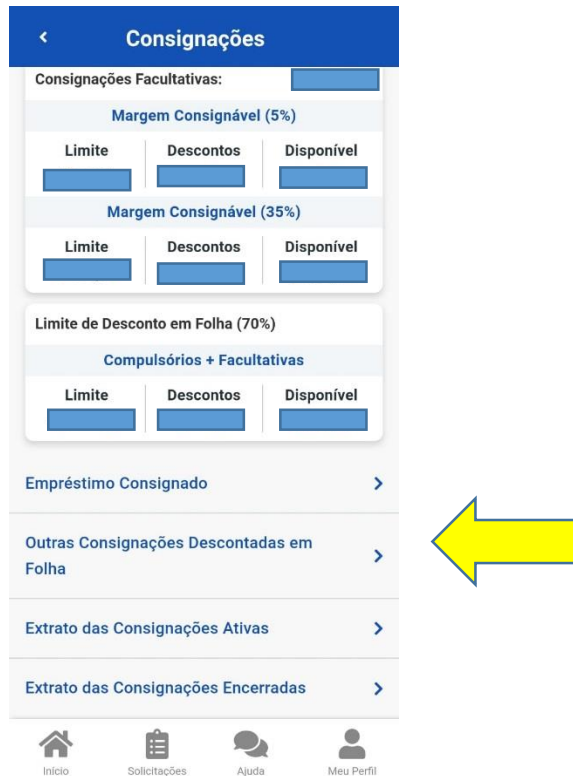 Consignações
Consignações Facultativas:
Margem Consignável (5%)
Limite Descontos Disponível
Margem Consignável (35%)
Limite Descontos Disponível
Limite de Desconto em Folha (70%)
Compulsórios + Facultativas
Limite Descontos Disponível
Empréstimo Consignado
Outras Consignações Descontadas em
Folha
Extrato das Consignações Ativas
Extrato das Consignações Encerradas
Início Solicitações Ajuda Meu Perfil